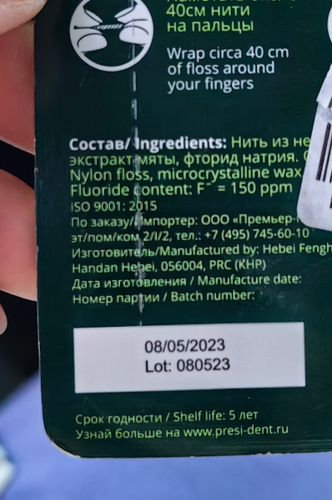 40см нити
на пальцы
Wrap circa 40 cm
of floss around
your fingers
Состав/ Ingredients: Нить из не
экстракт мяты, фторид натрия.
Nylon floss, microcrystalline wax
Fluoride content: F⁻ = 150 ppm
ISO 9001: 2015
По заказу/Импортер: ООО «Премьер-
эт/пом/ком 2/I/2, тел.: +7 (495) 745-60-10
Изготовитель/Manufactured by: Hebei Fengh
Handan Hebei, 056004, PRC (КНР)
Дата изготовления / Manufacture date:
Номер партии / Batch number:
08/05/2023
Lot: 080523
Срок годности / Shelf life: 5 лет
Узнай больше на www.presi-dent.ru